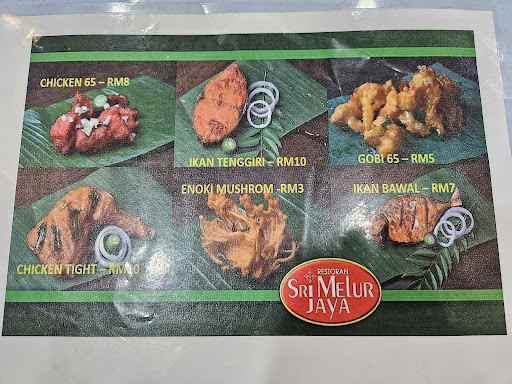 CHICKEN 65 – RM8
IKAN TENGGIRI – RM10
GOBI 65 – RM5
CHICKEN TIGHT – RM10
ENOKI MUSHROM -RM3
IKAN BAWAL – RM7
RESTORAN
SRI MELUR
JAYA